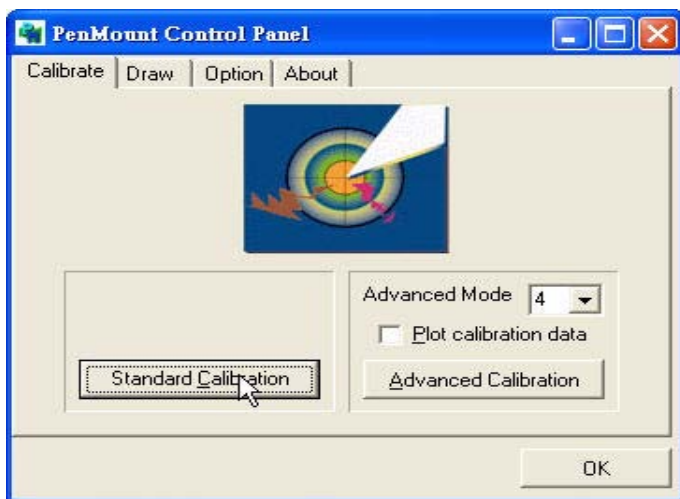 PenMount Control Panel
Calibrate Draw Option About
Advanced Mode 4
Plot calibration data
Standard Calibration
Advanced Calibration
OK